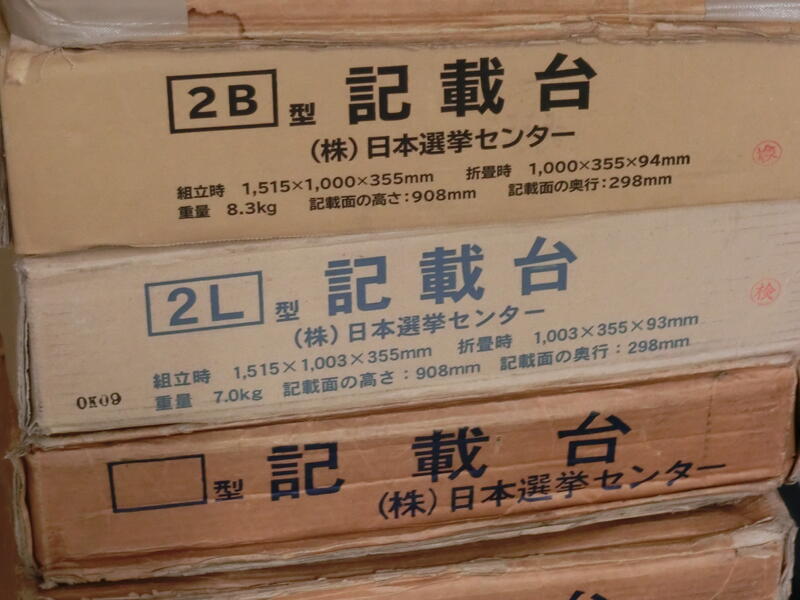 2B 型 記載台
(株)日本選挙センター
組立時 1,515×1,000×355mm 折畳時 1,000×355×94mm
重量 8.3kg 記載面の高さ:908mm 記載面の奥行:298mm
検
2L 型 記載台
(株)日本選挙センター
組立時 1,515×1,003×355mm 折畳時 1,003×355×93mm
重量 7.0kg 記載面の高さ:908mm 記載面の奥行:298mm
検
0K09
型 記載台
(株)日本選挙センター